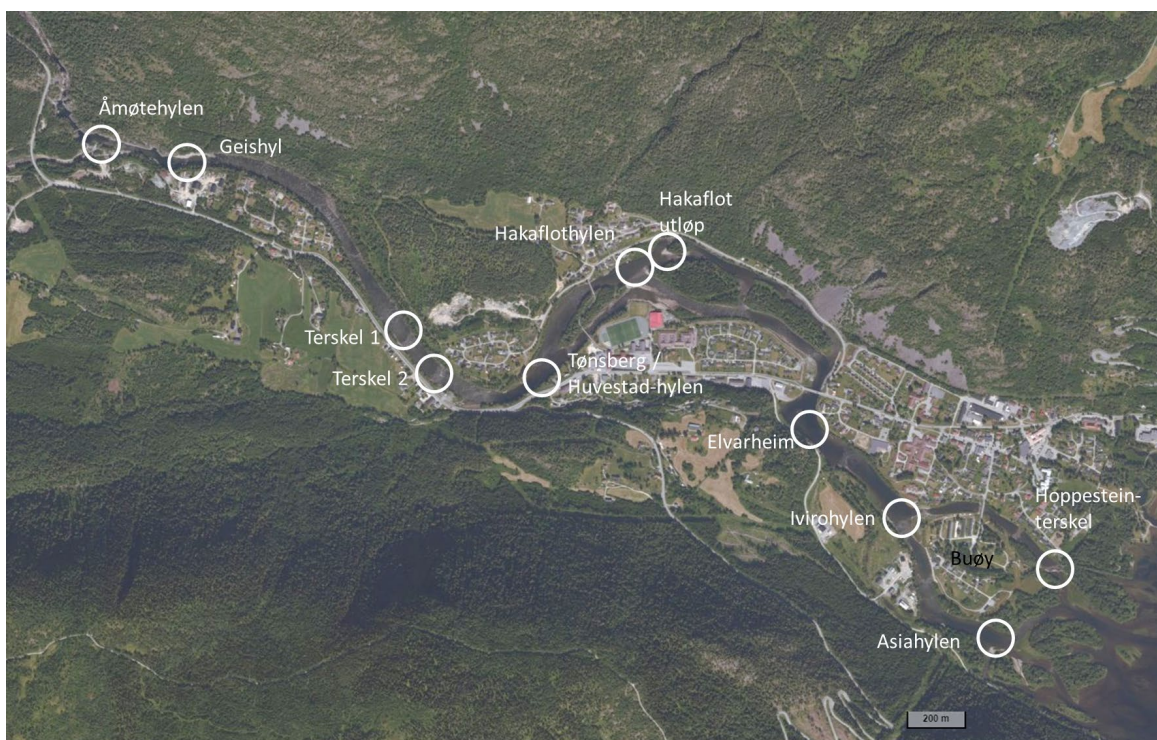 Åmøtehylen
Geishyl
Hakaflot
utløp
Hakaflothylen
Terskel 1
Terskel 2
Tønsberg /
Huvestad-hylen
Elvarheim
Ivirohylen
Hoppestein-
terskel
Buøy
Asiahylen
200 m